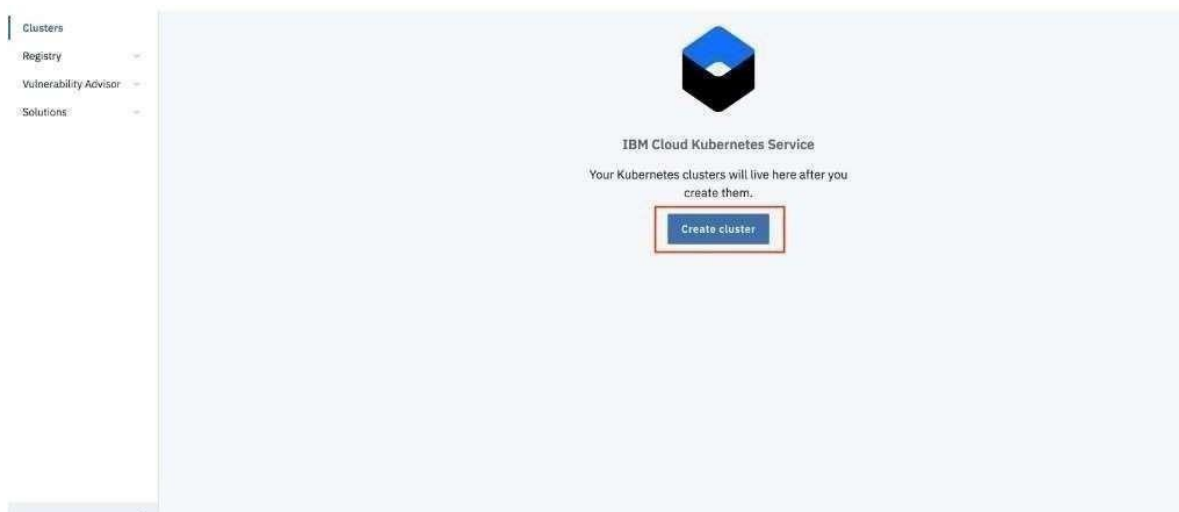 Clusters
Registry
Vulnerability Advisor
Solutions
IBM Cloud Kubernetes Service
Your Kubernetes clusters will live here after you
create them.
Create cluster